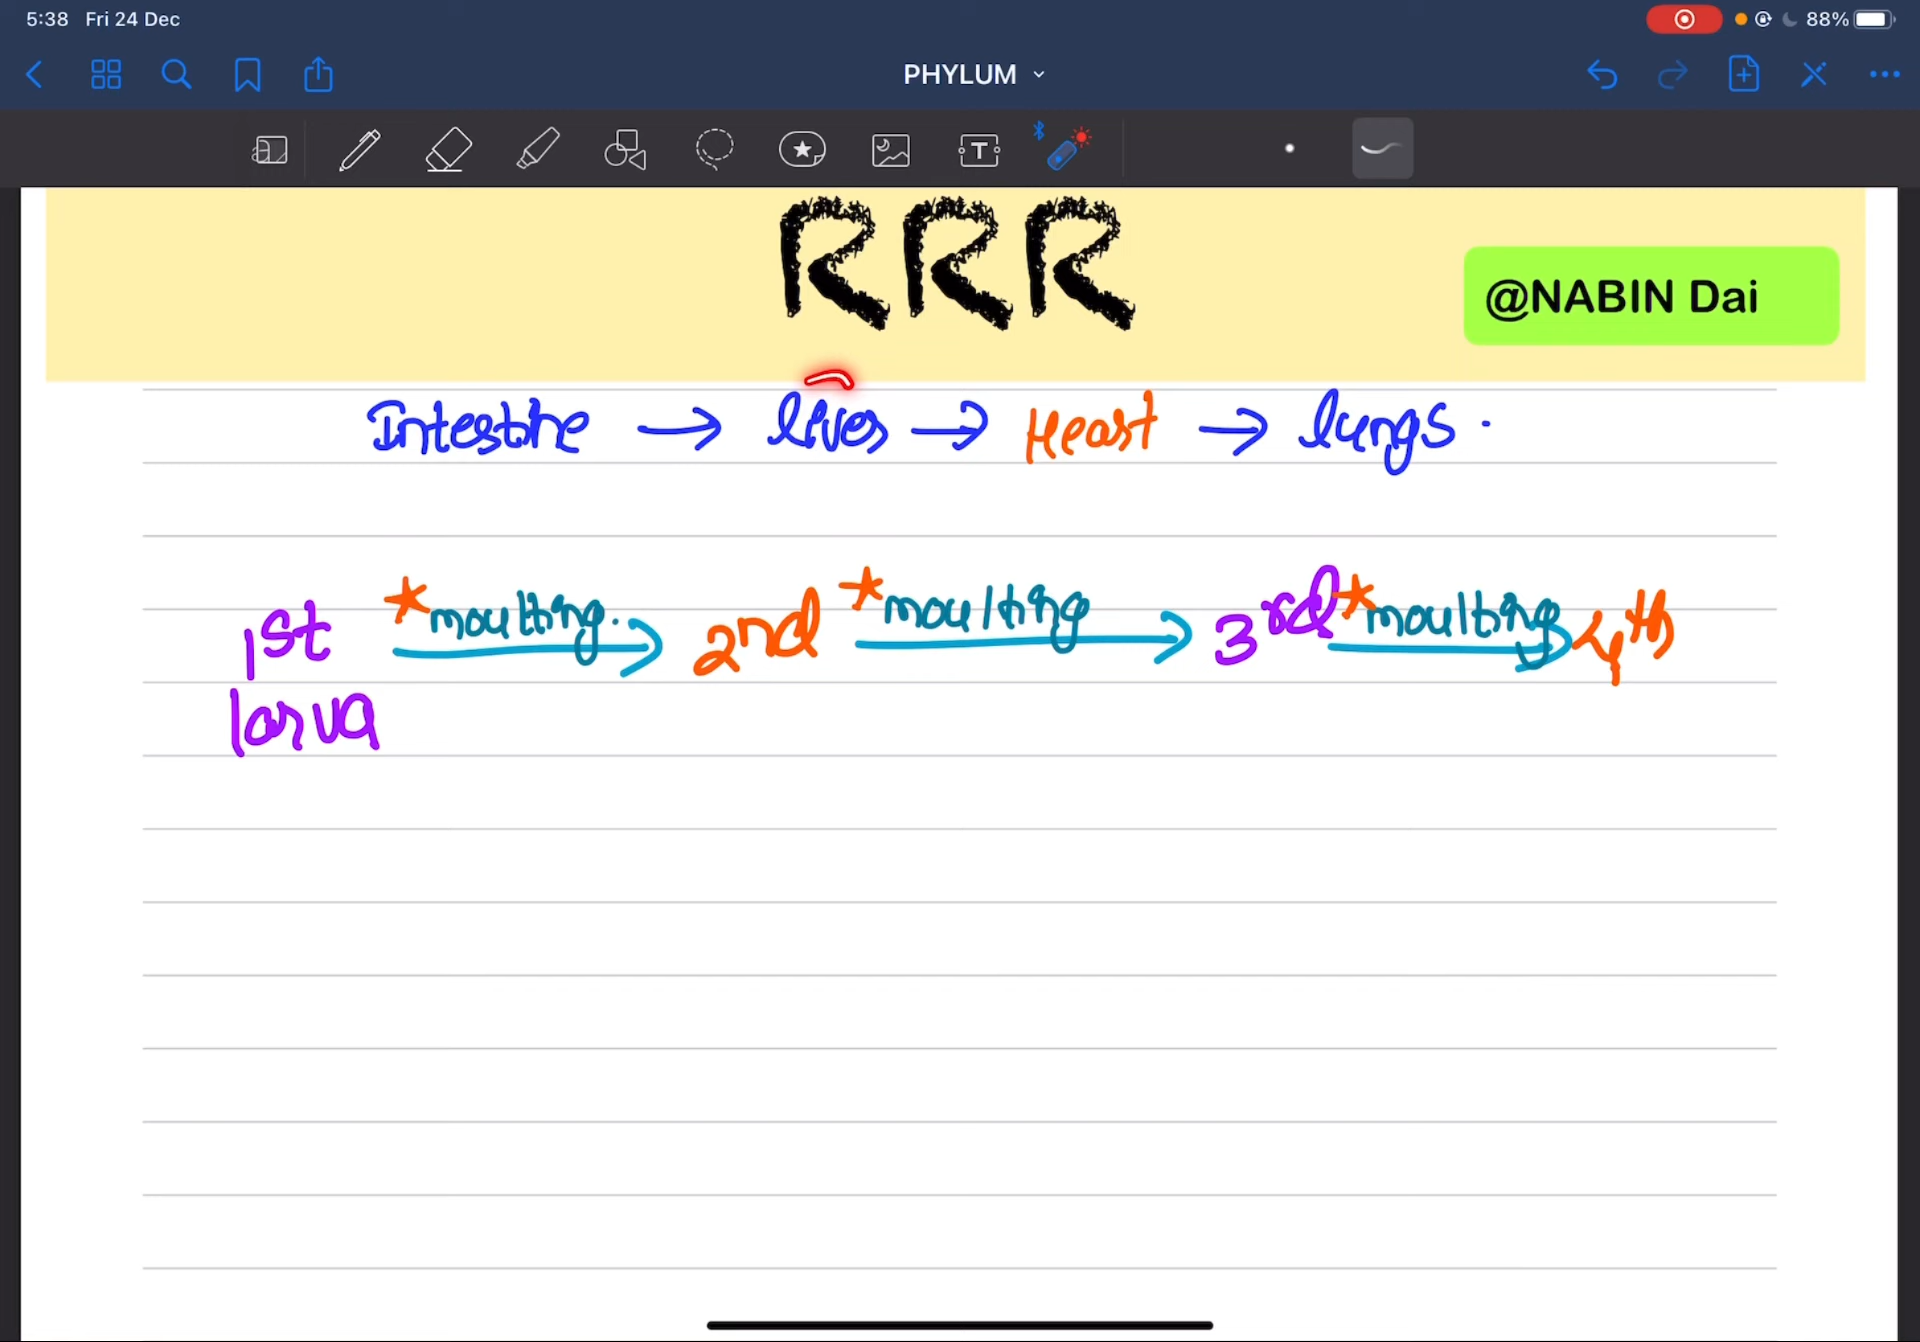 5:38 Fri 24 Dec 88%
PHYLUM
RRR
@NABIN Dai
Intestine → liver → Heart → lungs.
1st *moulting. → 2nd *moulting → 3rd *moulting → 4th
larva